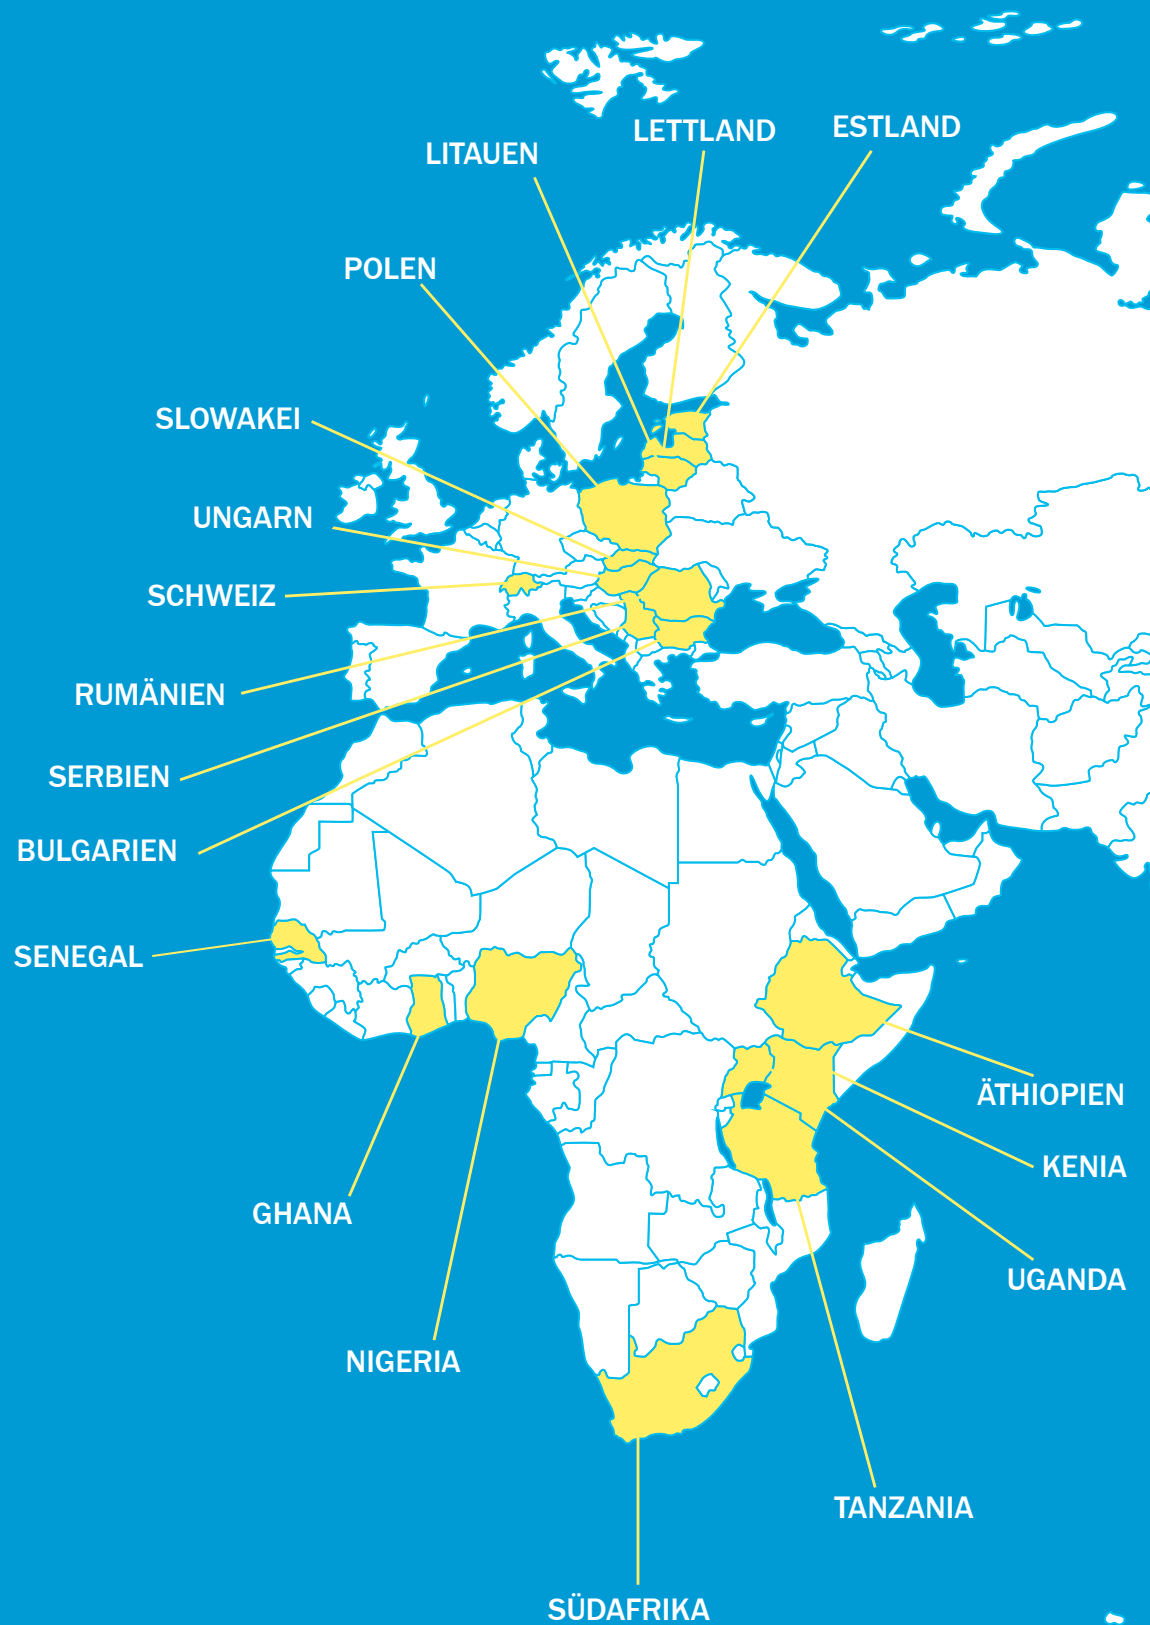 LETTLAND
ESTLAND
LITAUEN
POLEN
SLOWAKEI
UNGARN
SCHWEIZ
RUMÄNIEN
SERBIEN
BULGARIEN
SENEGAL
ÄTHIOPIEN
KENIA
GHANA
UGANDA
NIGERIA
TANZANIA
SÜDAFRIKA